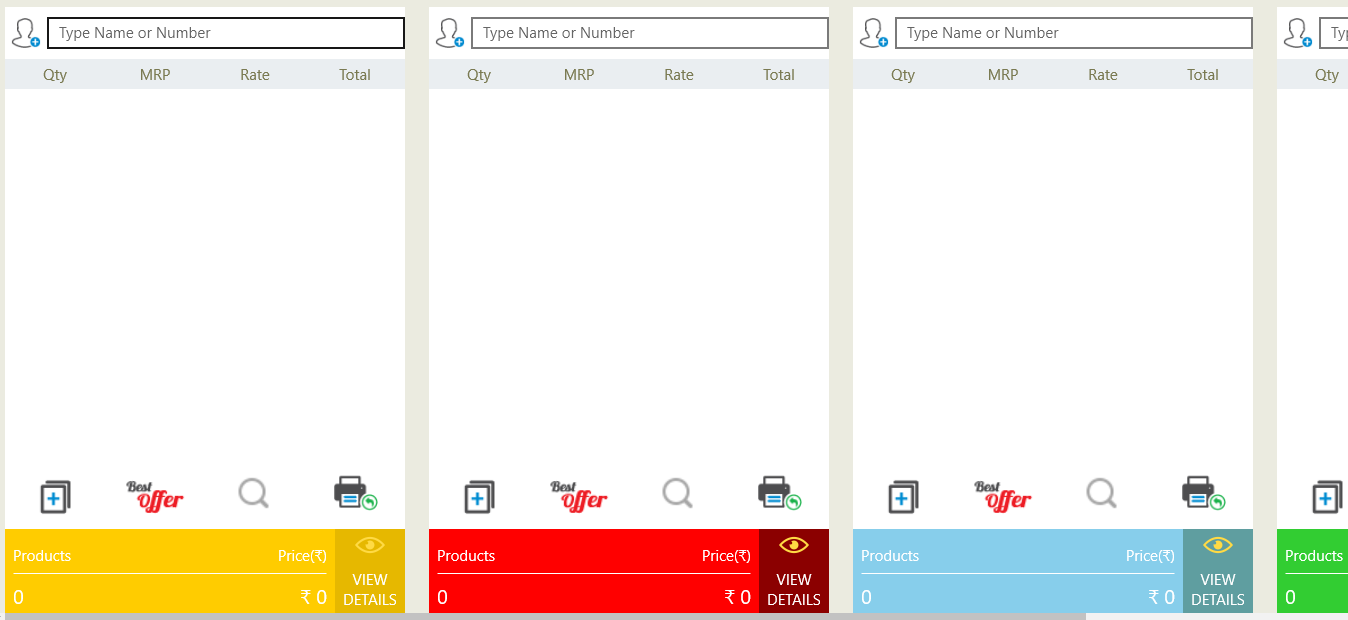 Type Name or Number
Type Name or Number
Type Name or Number
Qty MRP Rate Total
Qty MRP Rate Total
Qty MRP Rate Total
Qty
Best Offer
Best Offer
Best Offer
Products Price(₹)
0 ₹ 0
VIEW
DETAILS
Products Price(₹)
0 ₹ 0
VIEW
DETAILS
Products Price(₹)
0 ₹ 0
VIEW
DETAILS
Products
0